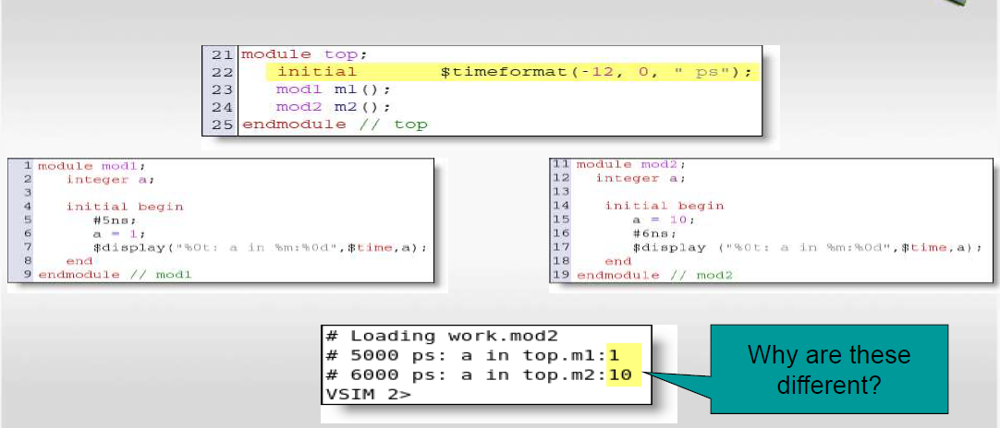 21 module top;
22 initial $timeformat(-12, 0, " ps");
23 mod1 m1();
24 mod2 m2();
25 endmodule // top
1 module mod1;
2 integer a;
3
4 initial begin
5 #5ns;
6 a = 1;
7 $display("%0t: a in %m:%0d",$time,a);
8 end
9 endmodule // mod1
11 module mod2;
12 integer a;
13
14 initial begin
15 a = 10;
16 #6ns;
17 $display ("%0t: a in %m:%0d",$time,a);
18 end
19 endmodule // mod2
# Loading work.mod2
# 5000 ps: a in top.m1:1
# 6000 ps: a in top.m2:10
VSIM 2>
Why are these
different?